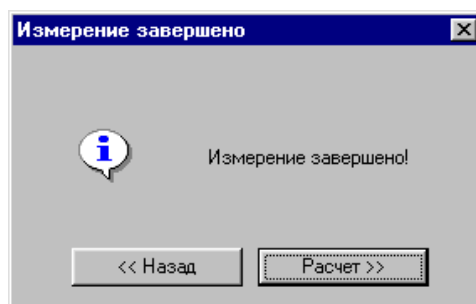 Измерение завершено
Измерение завершено!
<< Назад
Расчет >>